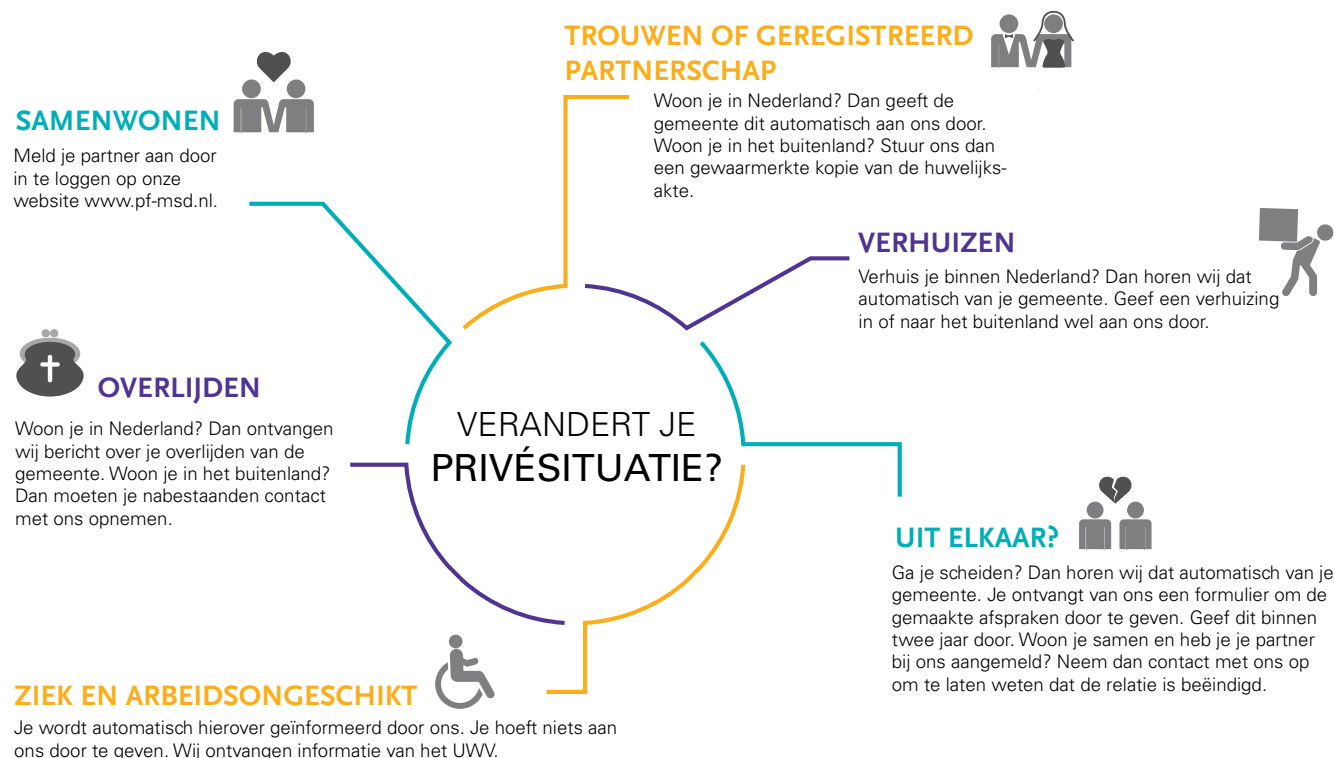 TROUWEN OF GEREGISTREERD
PARTNERSCHAP
Woon je in Nederland? Dan geeft de
gemeente dit automatisch aan ons door.
Woon je in het buitenland? Stuur ons dan
een gewaarmerkte kopie van de huwelijks-
akte.
SAMENWONEN
Meld je partner aan door
in te loggen op onze
website www.pf-msd.nl.
VERHUIZEN
Verhuis je binnen Nederland? Dan horen wij dat
automatisch van je gemeente. Geef een verhuizing
in of naar het buitenland wel aan ons door.
OVERLIJDEN
Woon je in Nederland? Dan ontvangen
wij bericht over je overlijden van de
gemeente. Woon je in het buitenland?
Dan moeten je nabestaanden contact
met ons opnemen.
VERANDERT JE
PRIVÉSITUATIE?
UIT ELKAAR?
Ga je scheiden? Dan horen wij dat automatisch van je
gemeente. Je ontvangt van ons een formulier om de
gemaakte afspraken door te geven. Geef dit binnen
twee jaar door. Woon je samen en heb je je partner
bij ons aangemeld? Neem dan contact met ons op
om te laten weten dat de relatie is beëindigd.
ZIEK EN ARBEIDSONGESCHIKT
Je wordt automatisch hierover geïnformeerd door ons. Je hoeft niets aan
ons door te geven. Wij ontvangen informatie van het UWV.